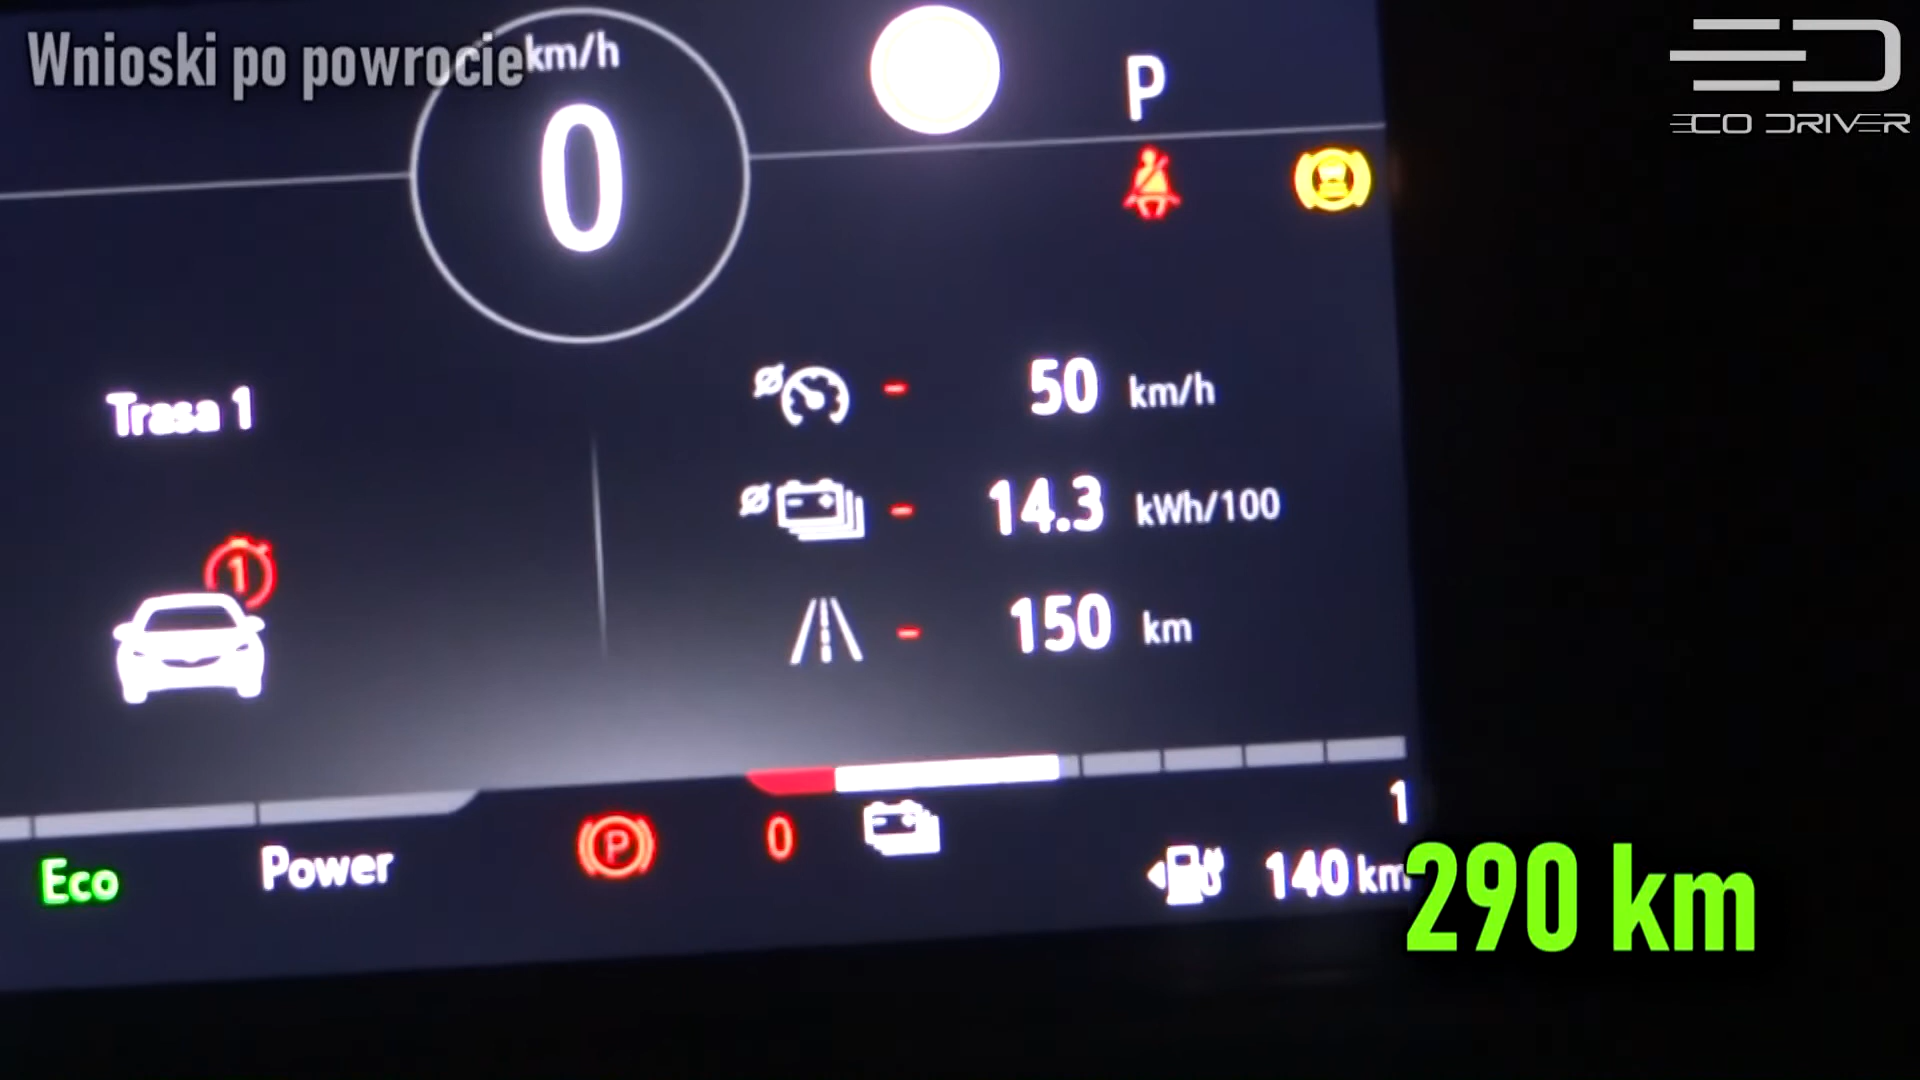 Wnioski po powrocie
km/h
0
P
ECO DRIVER
Trasa 1
1
50 km/h
14.3 kWh/100
150 km
Eco
Power
P
0
1
140 km
290 km